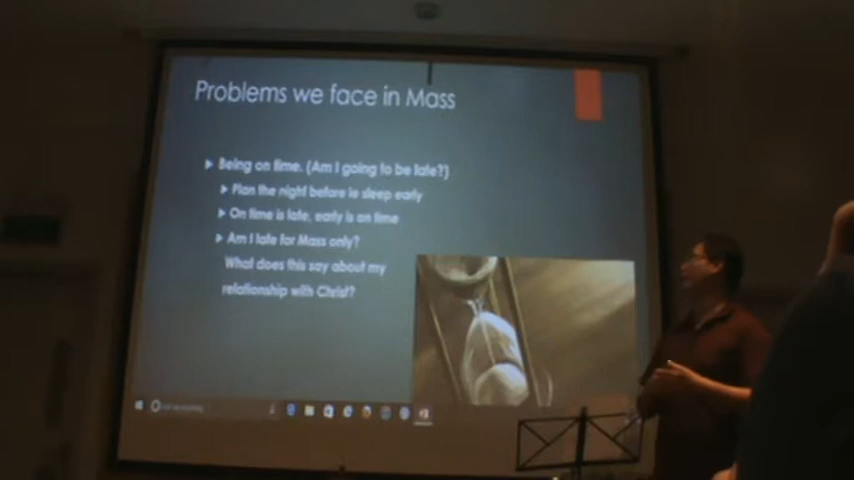 Problems we face in Mass
Being on time. (Am I going to be late?)
Plan the night before ie sleep early
On time is late, early is on time
Am I late for Mass only?
What does this say about my
relationship with Christ?